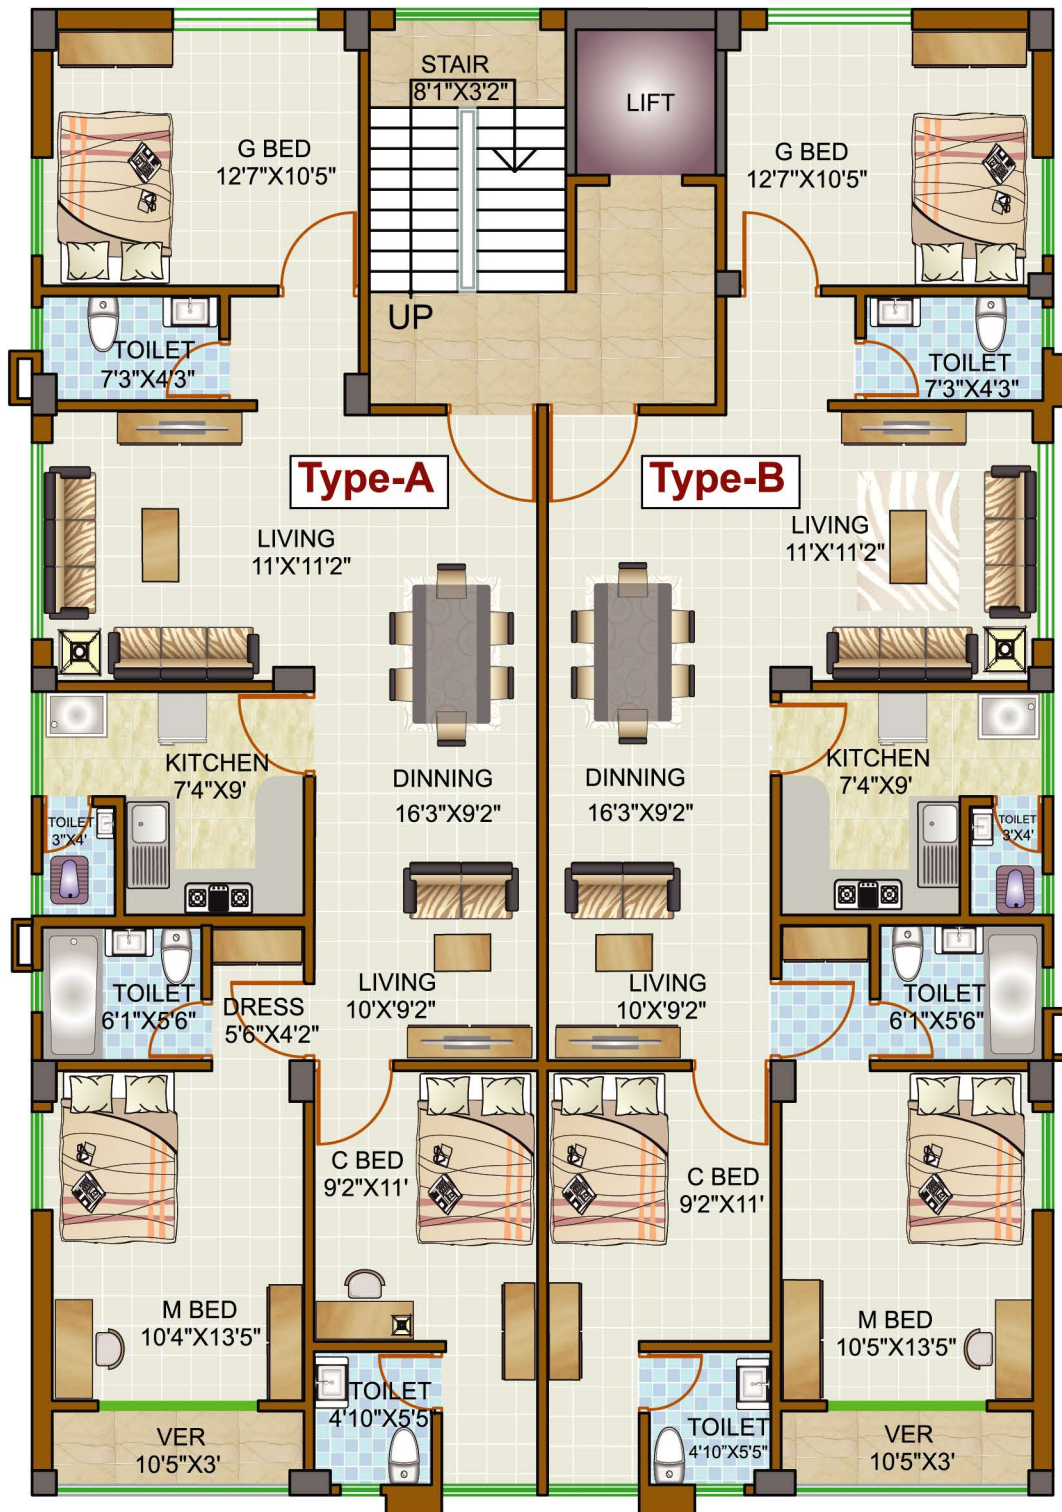 STAIR
8'1"X3'2"
LIFT
G BED
12'7"X10'5"
G BED
12'7"X10'5"
UP
TOILET
7'3"X4'3"
TOILET
7'3"X4'3"
Type-A
Type-B
LIVING
11'X'11'2"
LIVING
11'X'11'2"
KITCHEN
7'4"X9'
DINNING
16'3"X9'2"
DINNING
16'3"X9'2"
KITCHEN
7'4"X9'
TOILET
3"X4'
TOILET
3'X4'
TOILET
6'1"X5'6"
DRESS
5'6"X4'2"
LIVING
10'X'9'2"
LIVING
10'X'9'2"
TOILET
6'1"X5'6"
C BED
9'2"X11'
C BED
9'2"X11'
M BED
10'4"X13'5"
M BED
10'5"X13'5"
TOILET
4'10"X5'5"
TOILET
4'10"X5'5"
VER
10'5"X3'
VER
10'5"X3'